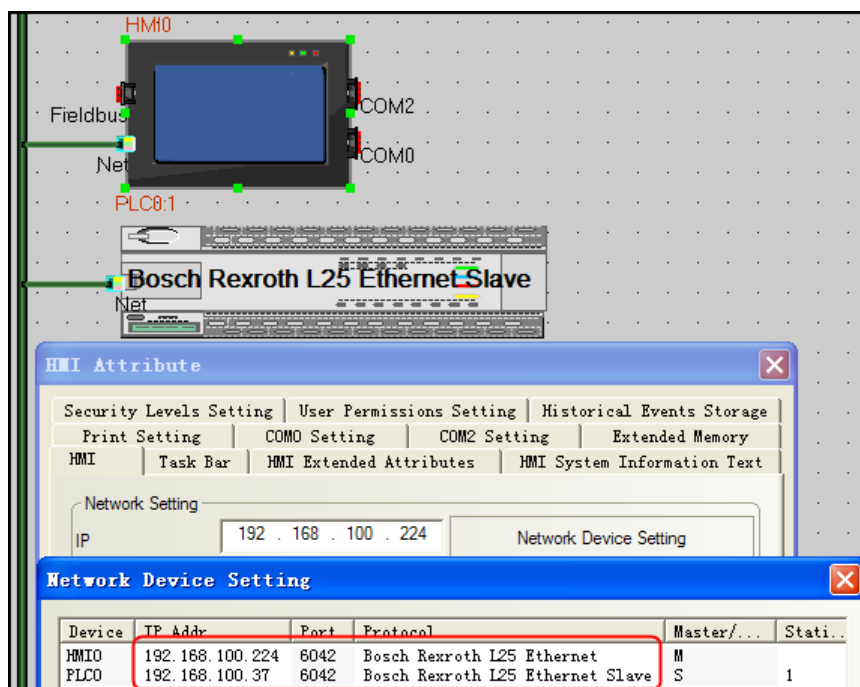 HMI0
COM2
Fieldbus
COM0
Net
PLC0:1
Bosch Rexroth L25 Ethernet Slave
Net
HMI Attribute
Security Levels Setting User Permissions Setting Historical Events Storage
Print Setting COM0 Setting COM2 Setting Extended Memory
HMI Task Bar HMI Extended Attributes HMI System Information Text
Network Setting
IP 192 . 168 . 100 . 224 Network Device Setting
Network Device Setting
Device IP Addr Port Protocol Master/... Stati..
HMI0 192.168.100.224 6042 Bosch Rexroth L25 Ethernet M
PLC0 192.168.100.37 6042 Bosch Rexroth L25 Ethernet Slave S 1